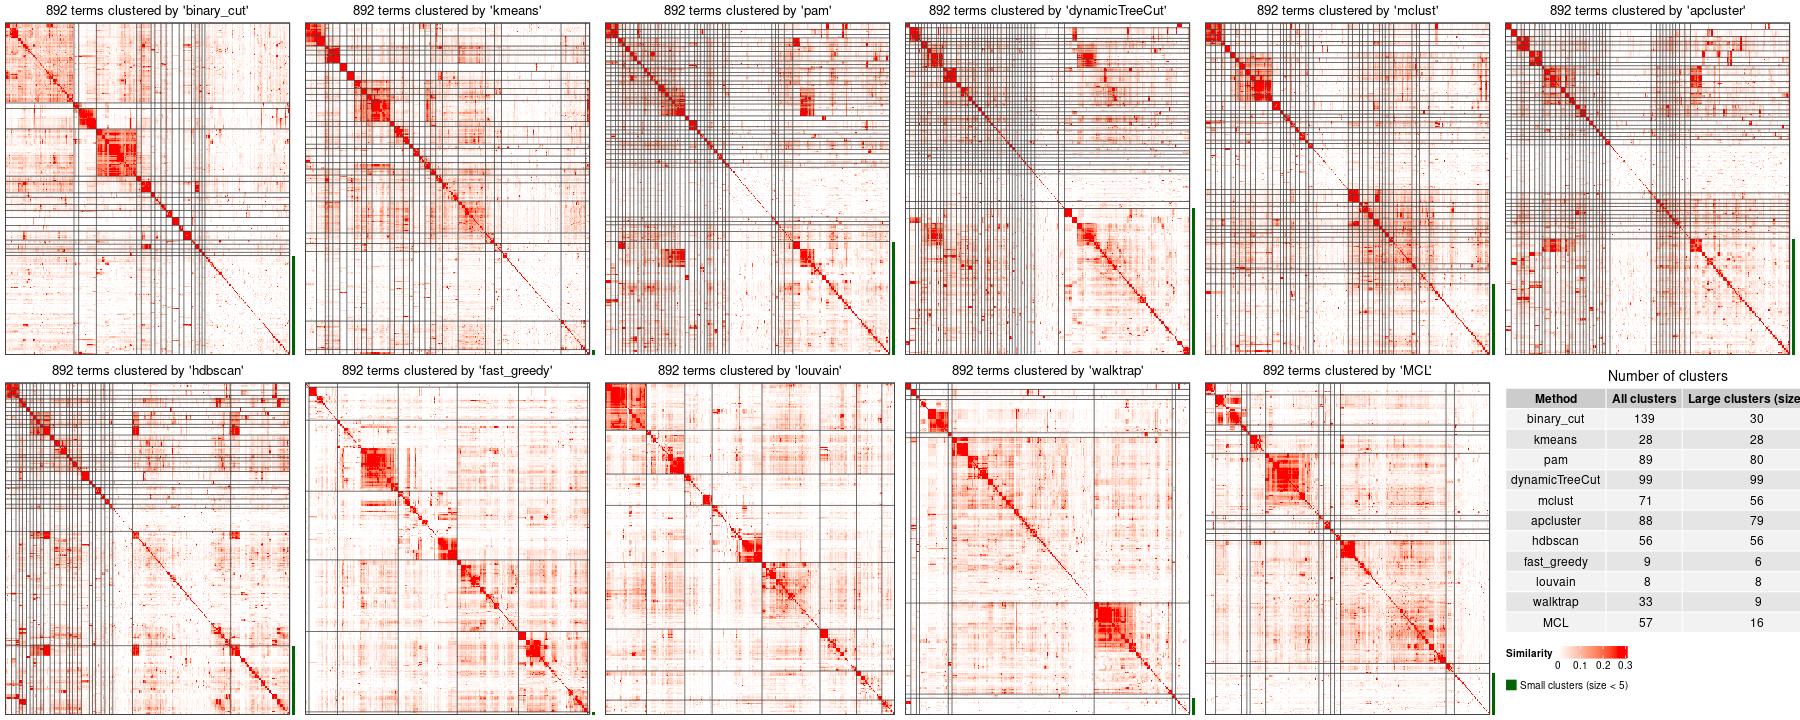 892 terms clustered by 'binary_cut'
892 terms clustered by 'kmeans'
892 terms clustered by 'pam'
892 terms clustered by 'dynamicTreeCut'
892 terms clustered by 'mclust'
892 terms clustered by 'apcluster'
892 terms clustered by 'hdbscan'
892 terms clustered by 'fast_greedy'
892 terms clustered by 'louvain'
892 terms clustered by 'walktrap'
892 terms clustered by 'MCL'
Number of clusters
Method All clusters Large clusters (size
binary_cut 139 30
kmeans 28 28
pam 89 80
dynamicTreeCut 99 99
mclust 71 56
apcluster 88 79
hdbscan 56 56
fast_greedy 9 6
louvain 8 8
walktrap 33 9
MCL 57 16
Similarity
0 0.1 0.2 0.3
Small clusters (size < 5)